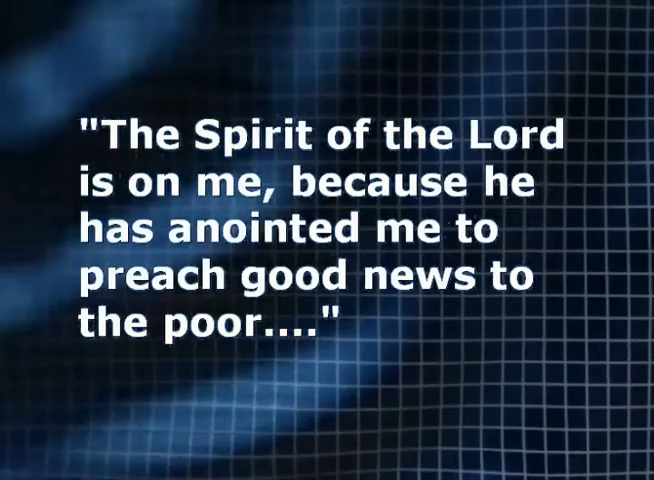 "The Spirit of the Lord
is on me, because he
has anointed me to
preach good news to
the poor...."